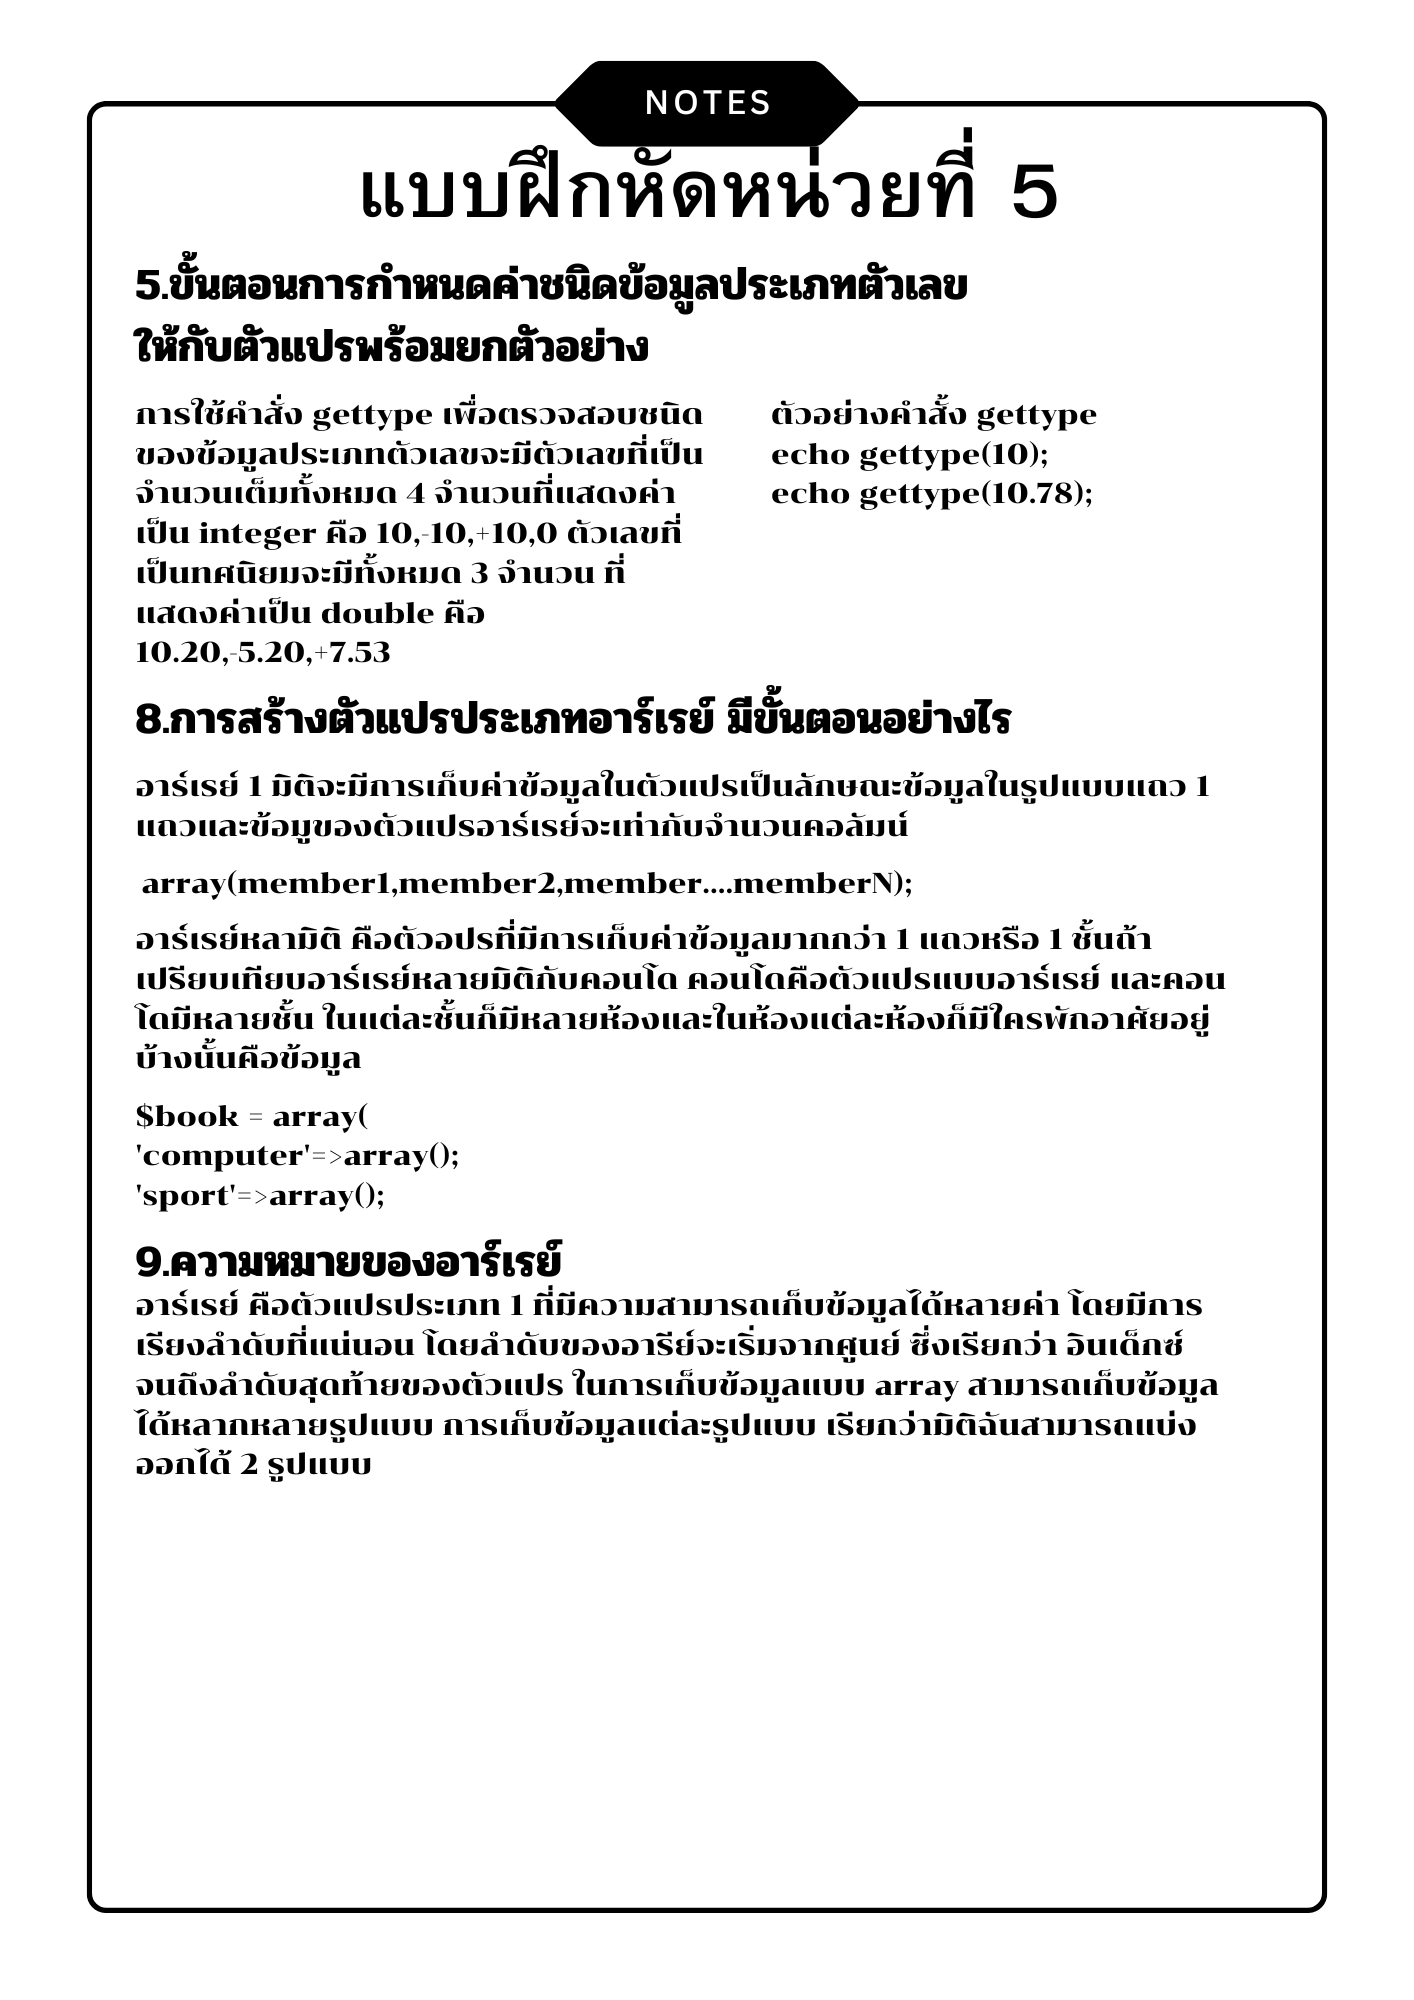 NOTES
แบบฝึกหัดหน่วยที่ 5
5.ขั้นตอนการกำหนดค่าชนิดข้อมูลประเภทตัวเลข
ให้กับตัวแปรพร้อมยกตัวอย่าง
การใช้คำสั่ง gettype เพื่อตรวจสอบชนิด
ของข้อมูลประเภทตัวเลขจะมีตัวเลขที่เป็น
จำนวนเต็มทั้งหมด 4 จำนวนที่แสดงค่า
เป็น integer คือ 10,-10,+10,0 ตัวเลขที่
เป็นทศนิยมจะมีทั้งหมด 3 จำนวน ที่
แสดงค่าเป็น double คือ
10.20,-5.20,+7.53
ตัวอย่างคำสั้ง gettype
echo gettype(10);
echo gettype(10.78);
8.การสร้างตัวแปรประเภทอาร์เรย์ มีขั้นตอนอย่างไร
อาร์เรย์ 1 มิติจะมีการเก็บค่าข้อมูลในตัวแปรเป็นลักษณะข้อมูลในรูปแบบแถว 1
แถวและข้อมูของตัวแปรอาร์เรย์จะเท่ากับจำนวนคอลัมน์
array(member1,member2,member....memberN);
อาร์เรย์หลามิติ คือตัวอปรที่มีการเก็บค่าข้อมูลมากกว่า 1 แถวหรือ 1 ชั้นถ้า
เปรียบเทียบอาร์เรย์หลายมิติกับคอนโด คอนโดคือตัวแปรแบบอาร์เรย์ และคอน
โดมีหลายชั้น ในแต่ละชั้นก็มีหลายห้องและในห้องแต่ละห้องก็มีใครพักอาศัยอยู่
บ้างนั้นคือข้อมูล
$book = array(
'computer'=>array();
'sport'=>array();
9.ความหมายของอาร์เรย์
อาร์เรย์ คือตัวแปรประเภท 1 ที่มีความสามารถเก็บข้อมูลได้หลายค่า โดยมีการ
เรียงลำดับที่แน่นอน โดยลำดับของอารีย์จะเริ่มจากศูนย์ ซึ่งเรียกว่า อินเด็กซ์
จนถึงลำดับสุดท้ายของตัวแปร ในการเก็บข้อมูลแบบ array สามารถเก็บข้อมูล
ได้หลากหลายรูปแบบ การเก็บข้อมูลแต่ละรูปแบบ เรียกว่ามิติฉันสามารถแบ่ง
ออกได้ 2 รูปแบบ